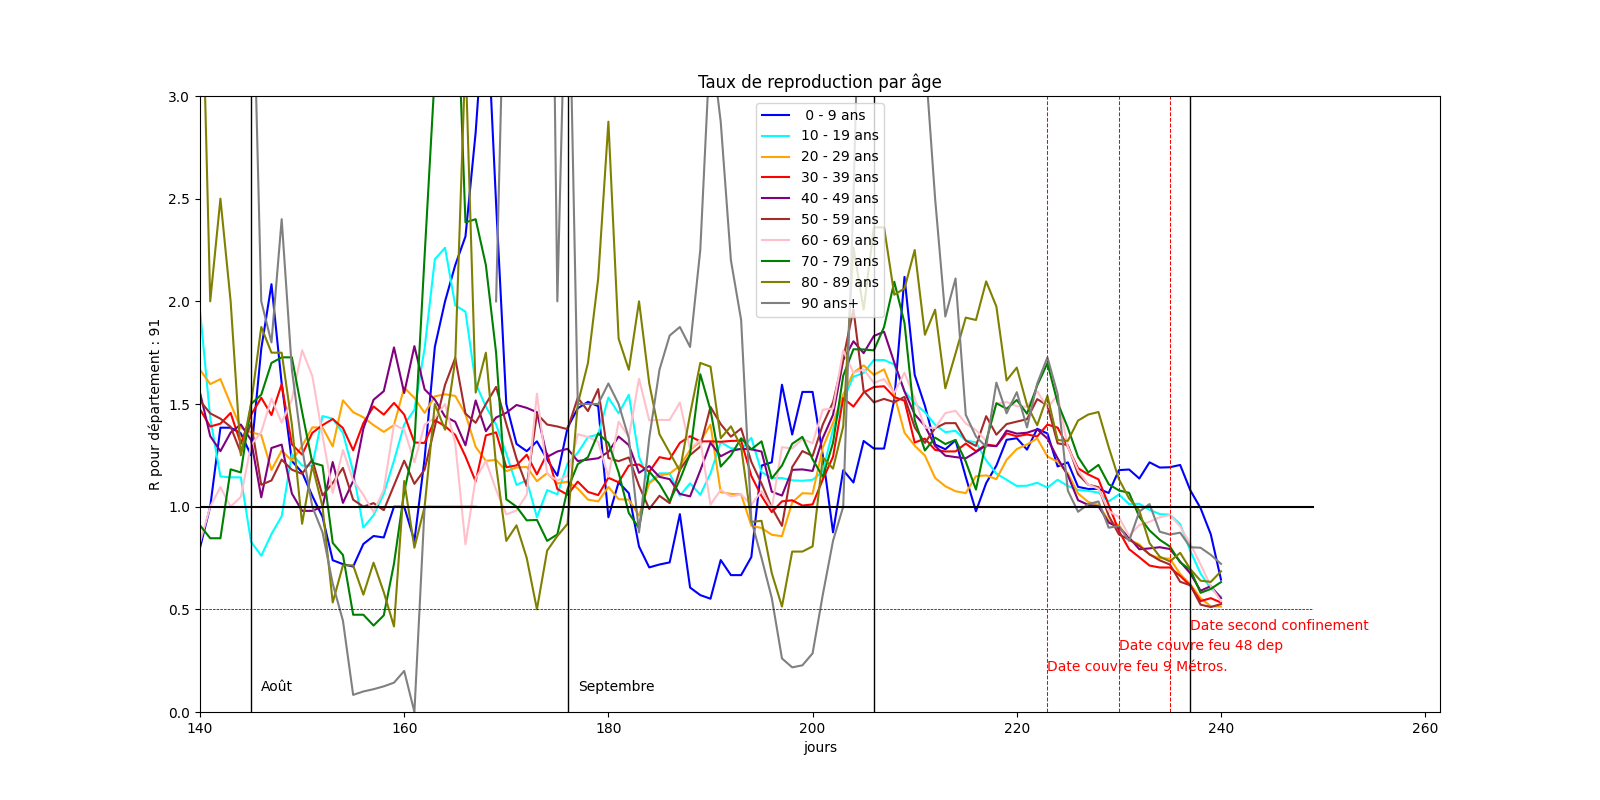 Taux de reproduction par âge
R pour département : 91
3.0
2.5
2.0
1.5
1.0
0.5
0.0
0 - 9 ans
10 - 19 ans
20 - 29 ans
30 - 39 ans
40 - 49 ans
50 - 59 ans
60 - 69 ans
70 - 79 ans
80 - 89 ans
90 ans+
Date second confinement
Date couvre feu 48 dep
Date couvre feu 9 Métros.
Août
Septembre
140 160 180 200 220 240 260
jours